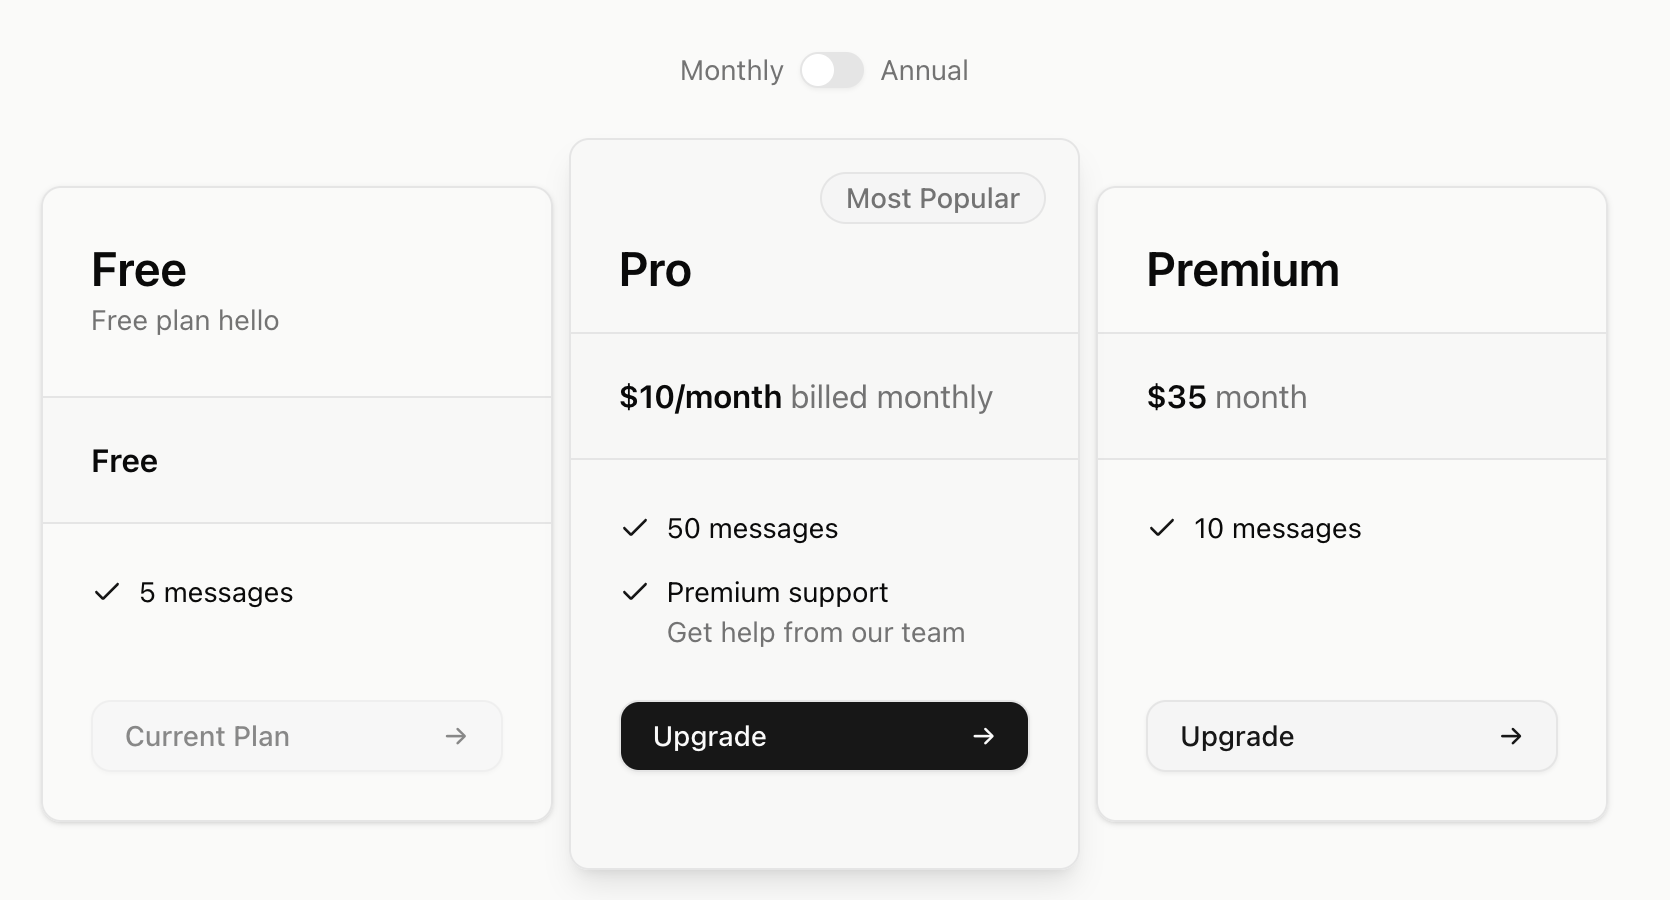 Monthly Annual
Free
Free plan hello
Free
5 messages
Current Plan
Most Popular
Pro
$10/month billed monthly
50 messages
Premium support
Get help from our team
Upgrade
Premium
$35 month
10 messages
Upgrade